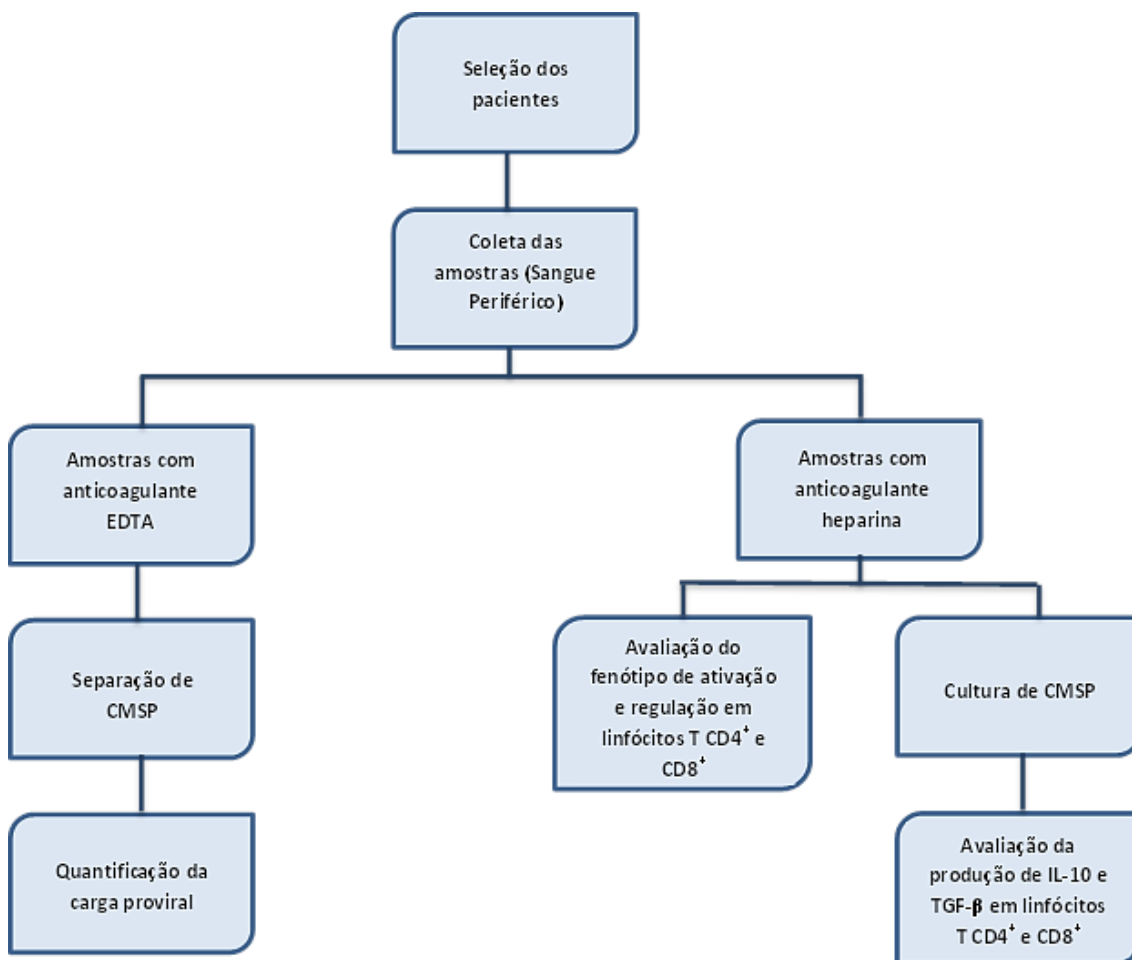 Seleção dos
pacientes
Coleta das
amostras (Sangue
Periférico)
Amostras com
anticoagulante
EDTA
Amostras com
anticoagulante
heparina
Separação de
CMSP
Avaliação do
fenótipo de ativação
e regulação em
linfócitos T CD4⁺ e
CD8⁺
Cultura de CMSP
Quantificação da
carga proviral
Avaliação da
produção de IL-10 e
TGF-β em linfócitos
T CD4⁺ e CD8⁺